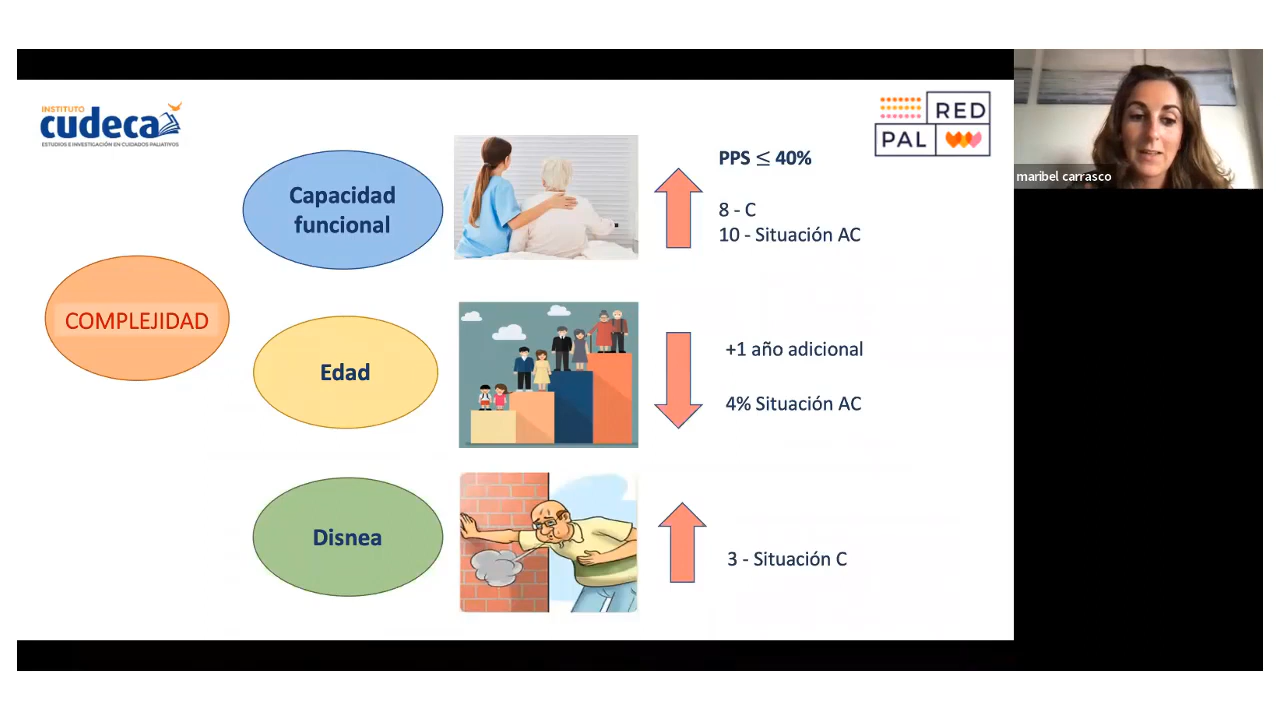 INSTITUTO
cudeca
ESTUDIOS E INVESTIGACIÓN EN CUIDADOS PALIATIVOS
RED
PAL
maribel carrasco
COMPLEJIDAD
Capacidad
funcional
PPS ≤ 40%
8 - C
10 - Situación AC
Edad
+1 año adicional
4% Situación AC
Disnea
3 - Situación C